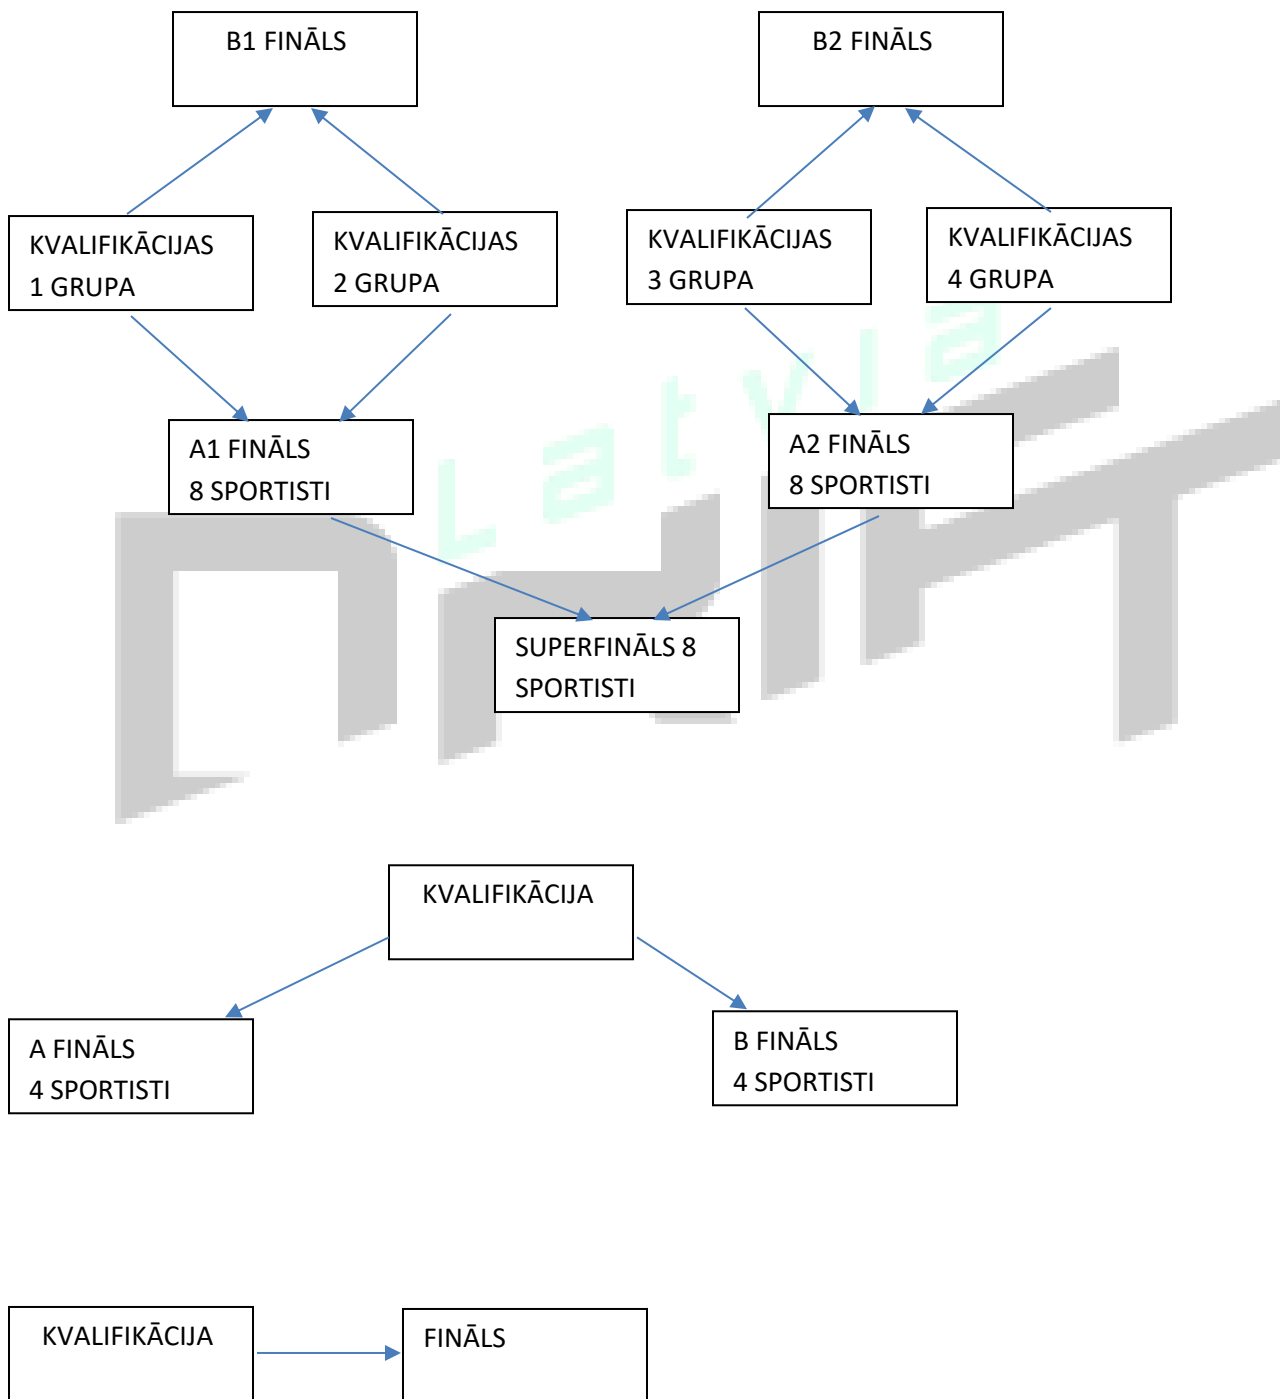 B1 FINĀLS
B2 FINĀLS
KVALIFIKĀCIJAS
1 GRUPA
KVALIFIKĀCIJAS
2 GRUPA
KVALIFIKĀCIJAS
3 GRUPA
KVALIFIKĀCIJAS
4 GRUPA
Latvia
A1 FINĀLS
8 SPORTISTI
A2 FINĀLS
8 SPORTISTI
SUPERFINĀLS 8
SPORTISTI
KVALIFIKĀCIJA
A FINĀLS
4 SPORTISTI
B FINĀLS
4 SPORTISTI
KVALIFIKĀCIJA
FINĀLS